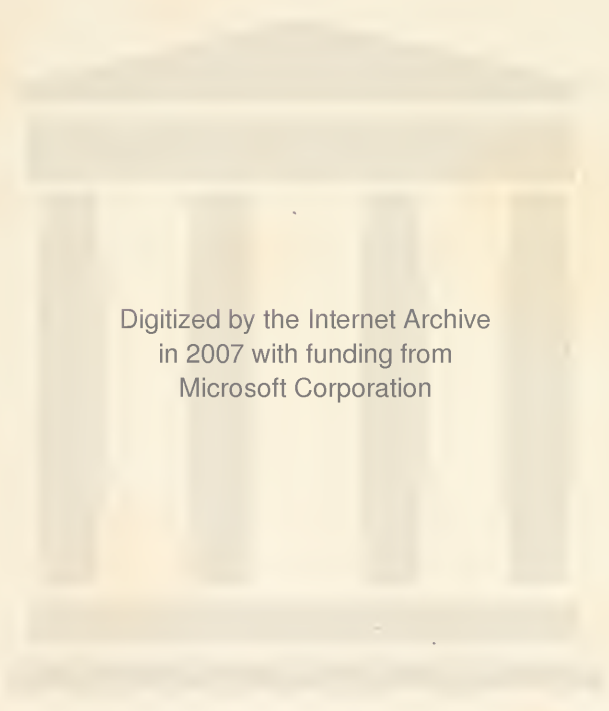 Digitized by the Internet Archive
in 2007 with funding from
Microsoft Corporation